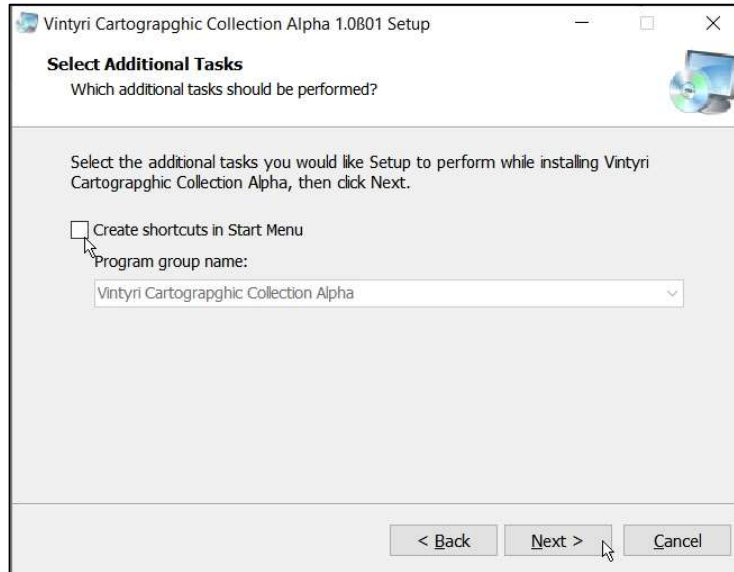 Vintyri Cartograpghic Collection Alpha 1.0ß01 Setup
Select Additional Tasks
Which additional tasks should be performed?
Select the additional tasks you would like Setup to perform while installing Vintyri
Cartograpghic Collection Alpha, then click Next.
Create shortcuts in Start Menu
Program group name:
Vintyri Cartograpghic Collection Alpha
< Back
Next >
Cancel